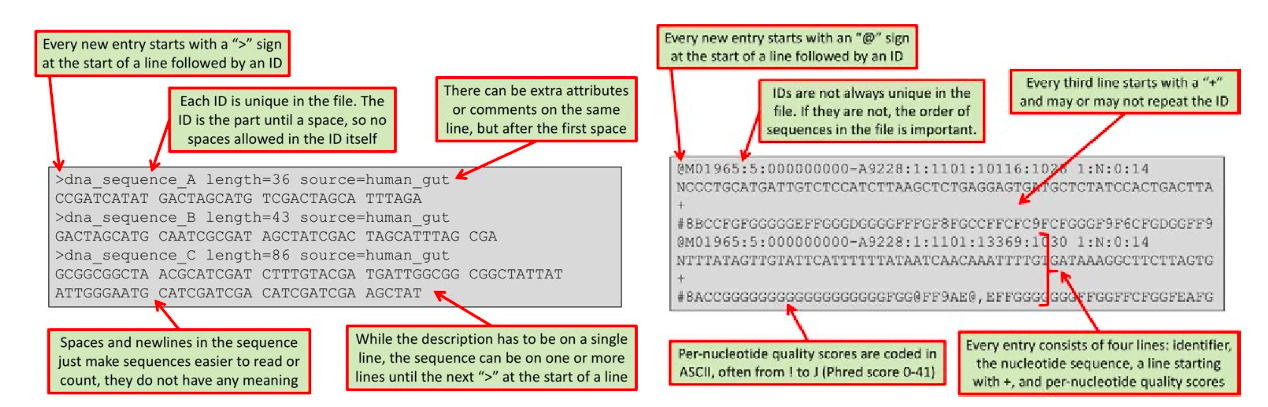 Every new entry starts with a “>” sign
at the start of a line followed by an ID
Each ID is unique in the file. The
ID is the part until a space, so no
spaces allowed in the ID itself
There can be extra attributes
or comments on the same
line, but after the first space
>dna_sequence_A length=36 source=human_gut
CCGATCATAT GACTAGCATG TCGACTAGCA TTTAGA
>dna_sequence_B length=43 source=human_gut
GACTAGCATG CAATCGCGAT AGCTATCGAC TAGCATTTAG CGA
>dna_sequence_C length=86 source=human_gut
GCGGCGGCTA ACGCATCGAT CTTTGTACGA TGATTGGCGG CGGCTATTAT
ATTGGGAATG CATCGATCGA CATCGATCGA AGCTAT
Spaces and newlines in the sequence
just make sequences easier to read or
count, they do not have any meaning
While the description has to be on a single
line, the sequence can be on one or more
lines until the next “>” at the start of a line
Every new entry starts with an “@” sign
at the start of a line followed by an ID
IDs are not always unique in the
file. If they are not, the order of
sequences in the file is important.
Every third line starts with a “+”
and may or may not repeat the ID
@M01965:5:000000000-A9228:1:1101:10116:1028 1:N:0:14
NCCCTGCATGATTGTCTCCATCTTAAGCTCTGAGGAGTGATGCTCTATCCACTGACTTA
+
#8BCCFGFGGGGGEFFGGGDGGGGFFFGF8FGCCFFCFC9FCFGGGF9F6CFGDGGFF9
@M01965:5:000000000-A9228:1:1101:13369:1030 1:N:0:14
NTTTATAGTTGTATTCATTTTTTATAATCAACAAATTTTGTGATAAAGGCTTCTTAGTG
+
#8ACCGGGGGGGGGGGGGGGGGGFGG@FF9AE@,EFFGGGGGGGFFGGFFCFGGFEAFG
Per-nucleotide quality scores are coded in
ASCII, often from ! to J (Phred score 0-41)
Every entry consists of four lines: identifier,
the nucleotide sequence, a line starting
with +, and per-nucleotide quality scores